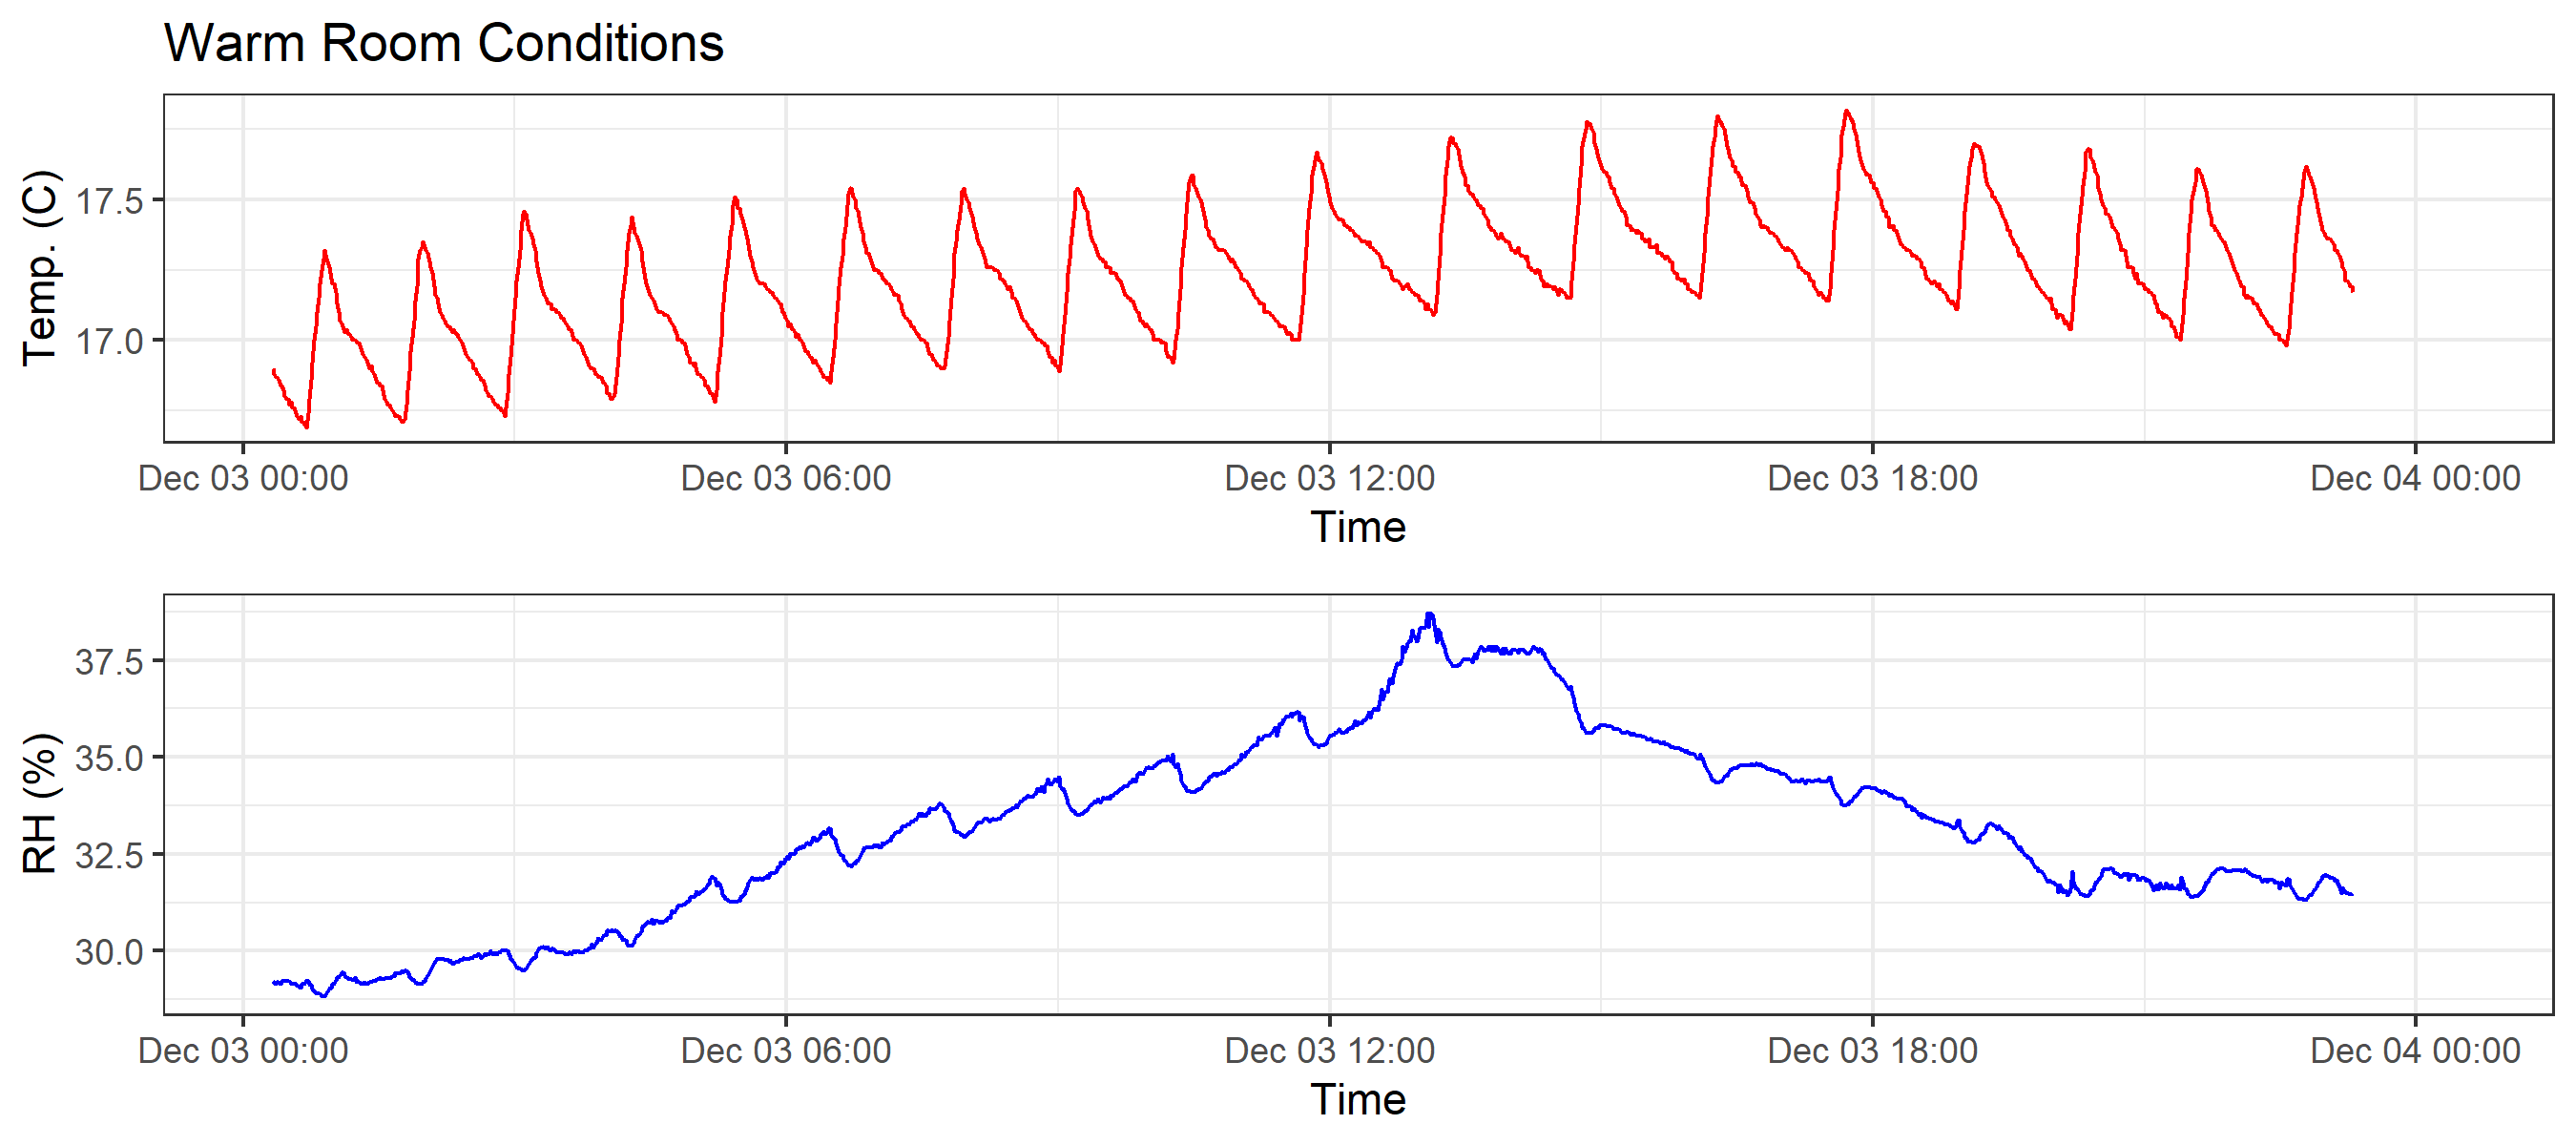 Warm Room Conditions
Temp. (C)
17.5
17.0
Dec 03 00:00 Dec 03 06:00 Dec 03 12:00 Dec 03 18:00 Dec 04 00:00
Time
RH (%)
37.5
35.0
32.5
30.0
Dec 03 00:00 Dec 03 06:00 Dec 03 12:00 Dec 03 18:00 Dec 04 00:00
Time